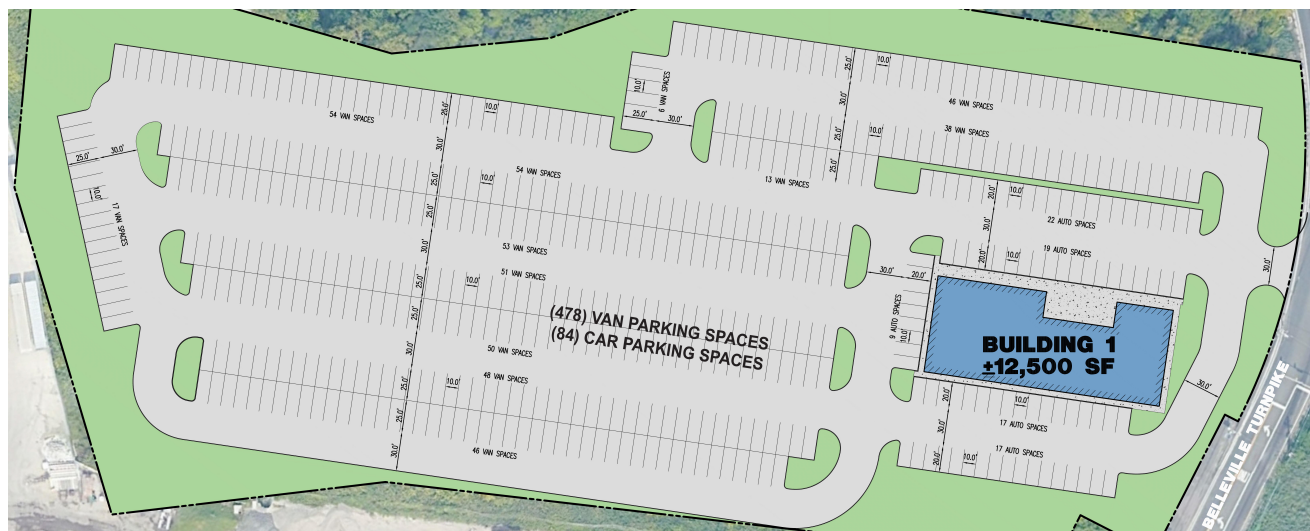 25.0'
10.0'
46 VAN SPACES
6 VAN SPACES
10.0'
25.0'
30.0'
30.0'
38 VAN SPACES
10.0'
25.0'
25.0'
10.0'
54 VAN SPACES
30.0'
25.0'
30.0'
10.0'
17 VAN SPACES
54 VAN SPACES
10.0'
25.0'
13 VAN SPACES
20.0'
10.0'
22 AUTO SPACES
30.0'
19 AUTO SPACES
20.0'
10.0'
25.0'
53 VAN SPACES
30.0'
51 VAN SPACES
10.0'
25.0'
30.0'
20.0'
30.0'
9 AUTO SPACES
10.0'
(478) VAN PARKING SPACES
(84) CAR PARKING SPACES
BUILDING 1
±12,500 SF
25.0'
50 VAN SPACES
30.0'
48 VAN SPACES
10.0'
25.0'
25.0'
46 VAN SPACES
30.0'
20.0'
10.0'
17 AUTO SPACES
30.0'
17 AUTO SPACES
20.0'
10.0'
30.0'
BELLEVILLE TURNPIKE